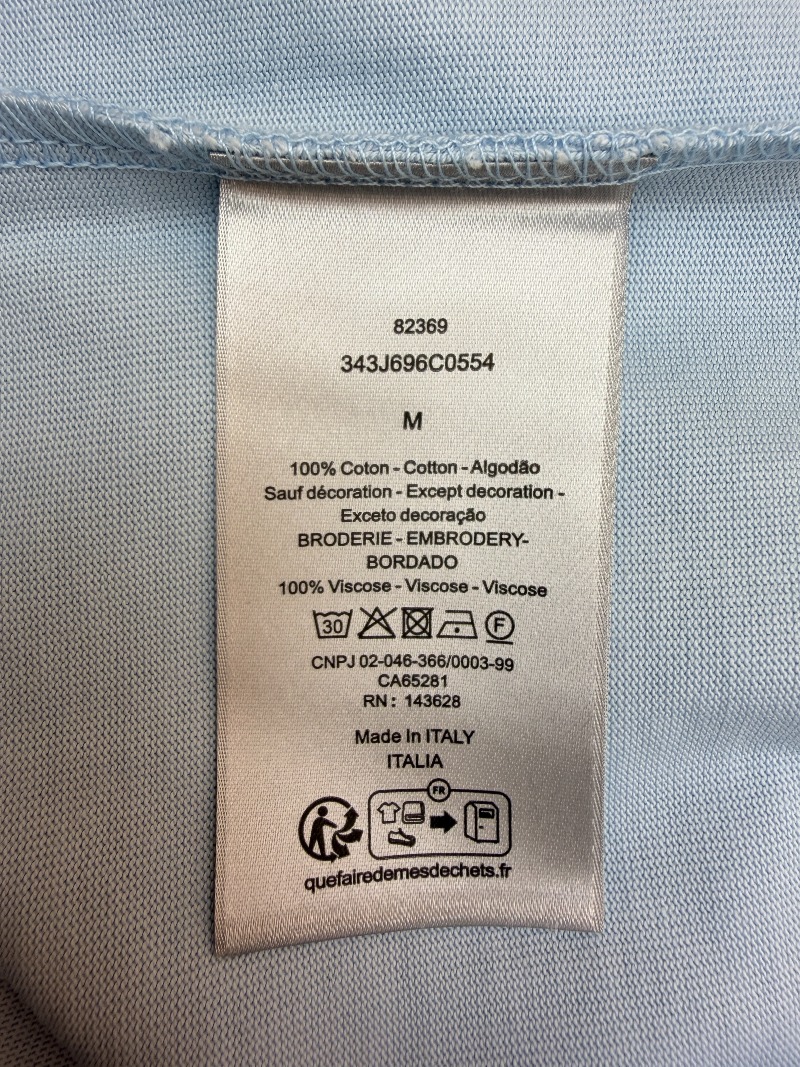 82369
343J696C0554
M
100% Coton - Cotton - Algodão
Sauf décoration - Except decoration -
Exceto decoração
BRODERIE - EMBRODERY-
BORDADO
100% Viscose - Viscose - Viscose
30 F
CNPJ 02-046-366/0003-99
CA65281
RN : 143628
Made In ITALY
ITALIA
FR
quefairedemesdechets.fr